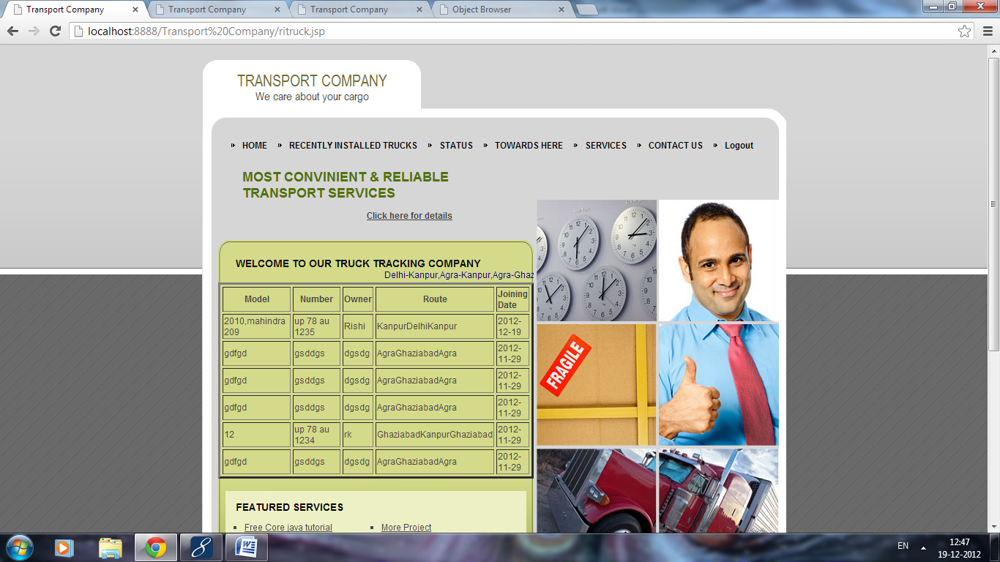 Transport Company
Transport Company
Transport Company
Object Browser
localhost:8888/Transport%20Company/ritruck.jsp
TRANSPORT COMPANY
We care about your cargo
HOME RECENTLY INSTALLED TRUCKS STATUS TOWARDS HERE SERVICES CONTACT US Logout
MOST CONVINIENT & RELIABLE
TRANSPORT SERVICES
Click here for details
WELCOME TO OUR TRUCK TRACKING COMPANY
Delhi-Kanpur,Agra-Kanpur,Agra-Ghaz
Model Number Owner Route Joining Date
2010,mahindra 209 up 78 au 1235 Rishi KanpurDelhiKanpur 2012-12-19
gdfgd gsddgs dgsdg AgraGhaziabadAgra 2012-11-29
gdfgd gsddgs dgsdg AgraGhaziabadAgra 2012-11-29
gdfgd gsddgs dgsdg AgraGhaziabadAgra 2012-11-29
12 up 78 au 1234 rk GhaziabadKanpurGhaziabad 2012-11-29
gdfgd gsddgs dgsdg AgraGhaziabadAgra 2012-11-29
FRAGILE
FEATURED SERVICES
Free Core java tutorial More Project
EN 12:47
19-12-2012